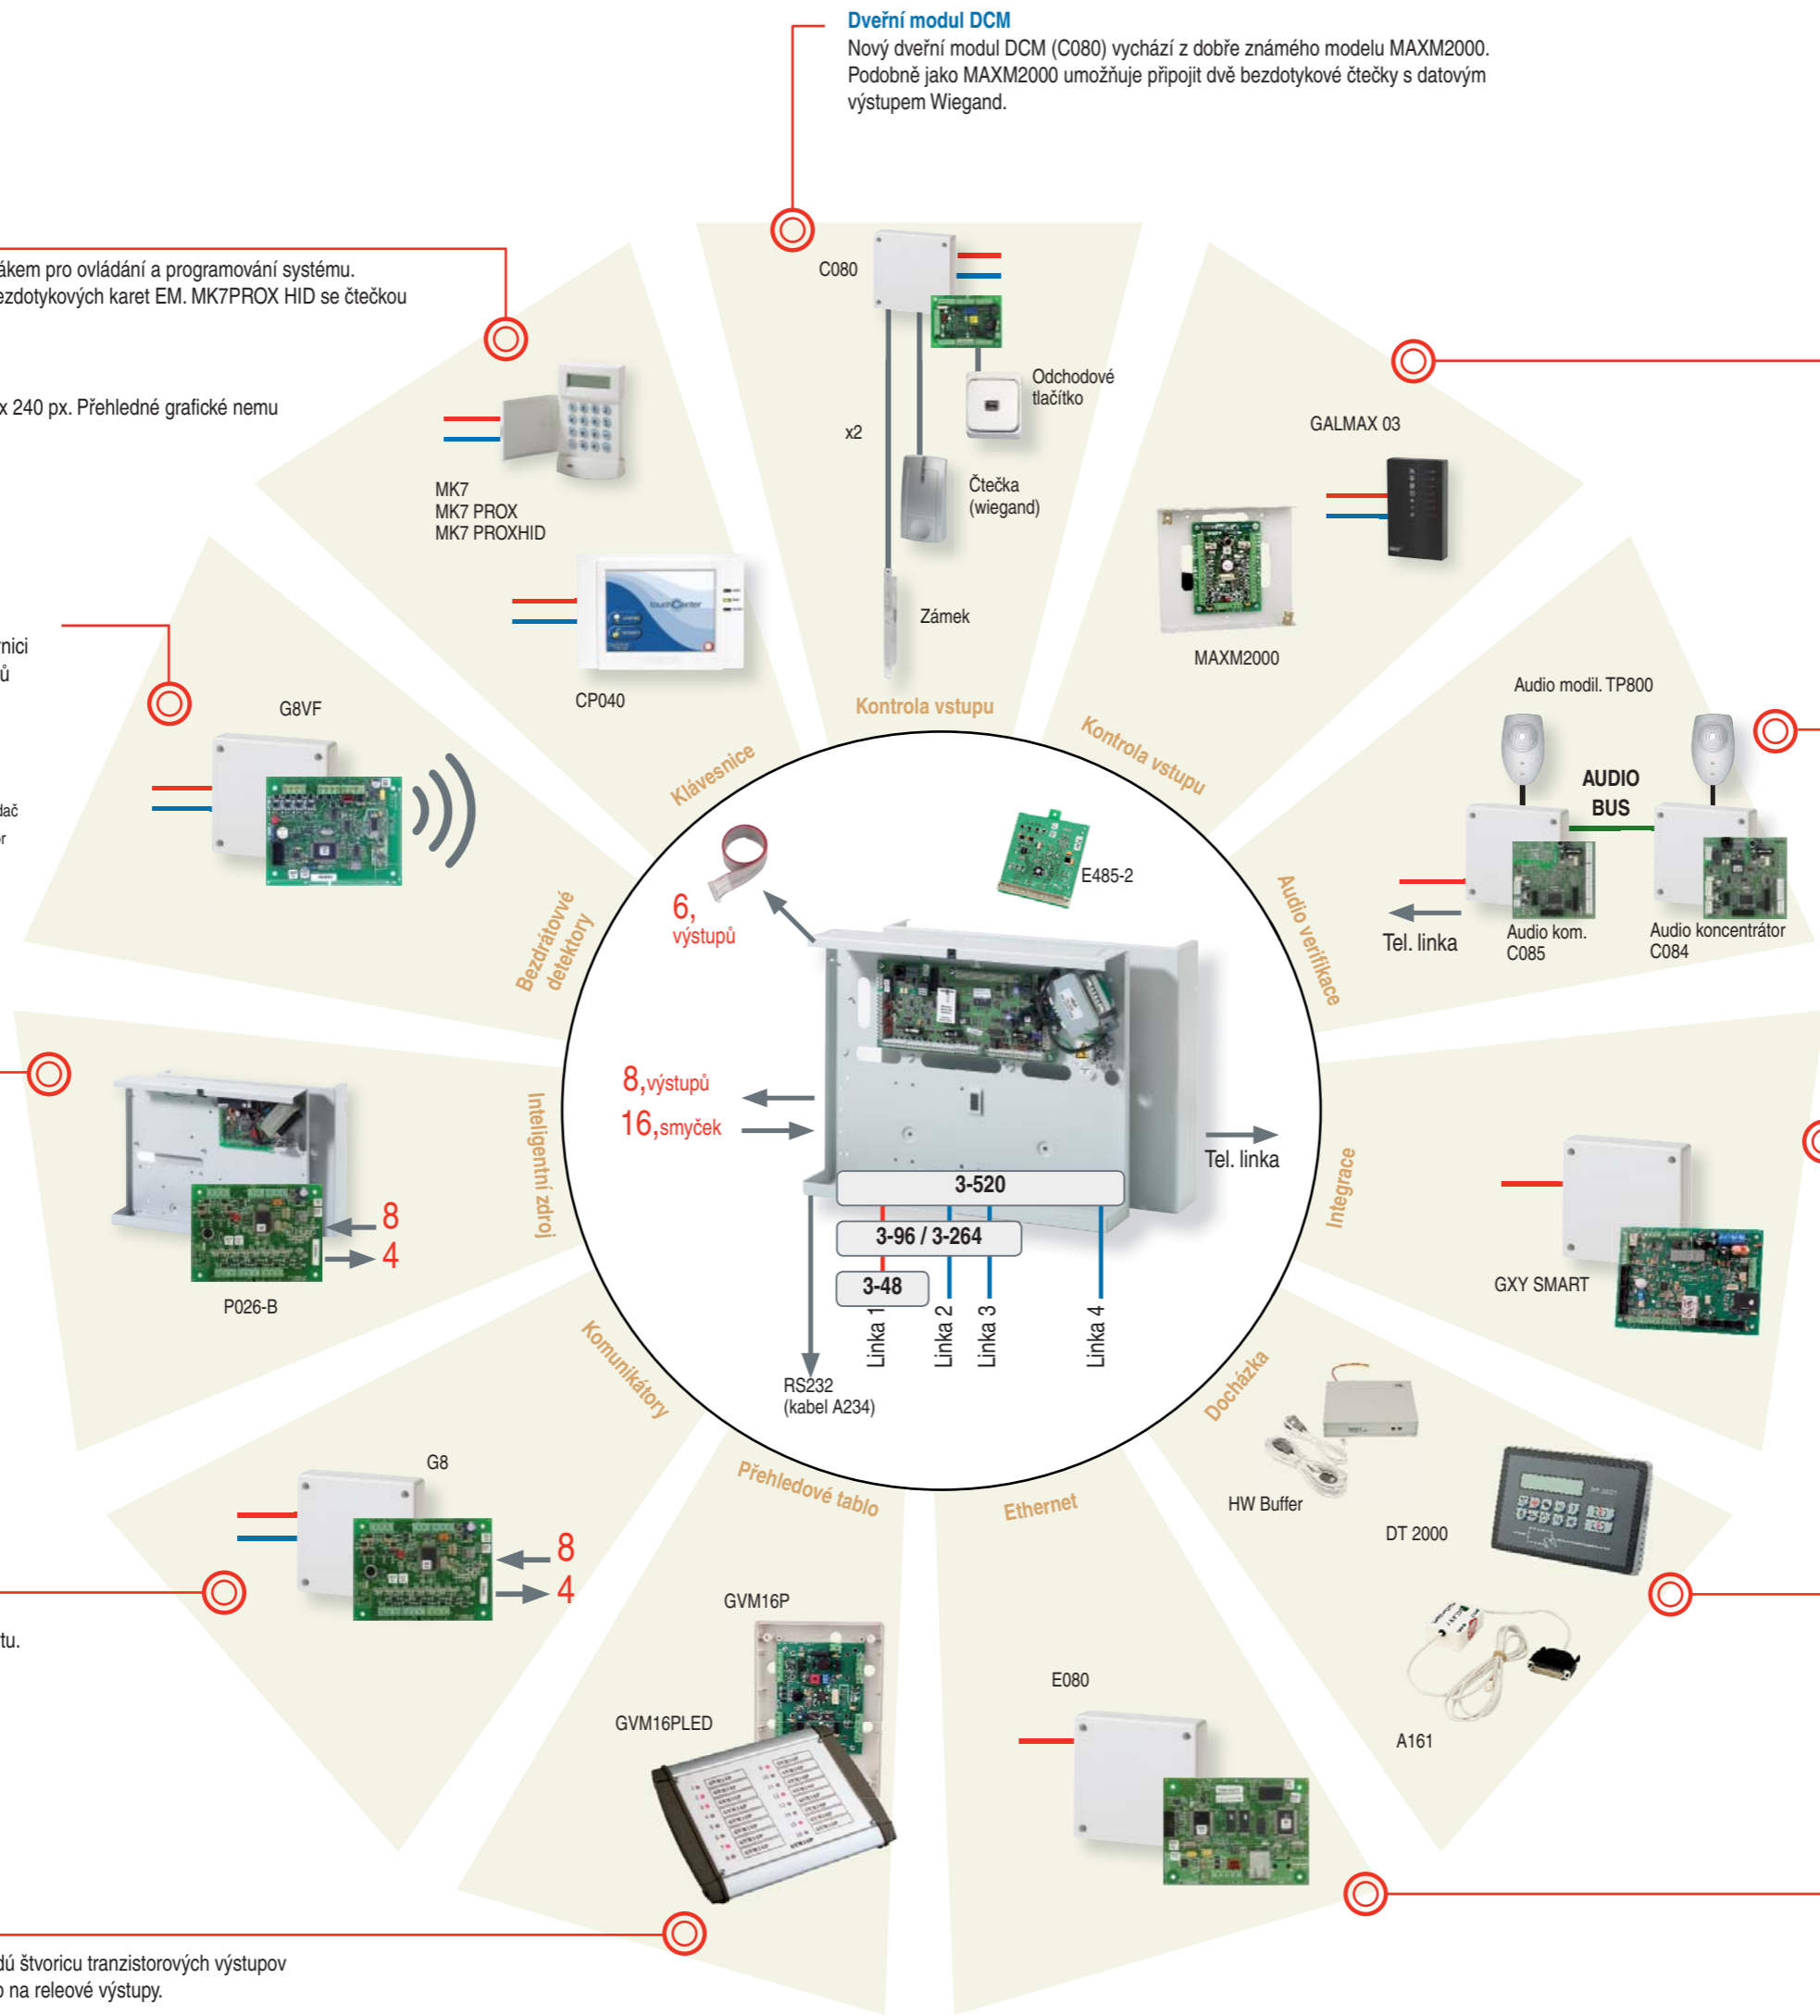 Dveřní modul DCM
Nový dveřní modul DCM (C080) vychází z dobře známého modelu MAXM2000.
Podobně jako MAXM2000 umožňuje připojit dvě bezdotykové čtečky s datovým
výstupem Wiegand.
ákem pro ovládání a programování systému.
ezdotykových karet EM. MK7PROX HID se čtečkou
x 240 px. Přehledné grafické nemu
C080
Odchodové
tlačítko
x2
Čtečka
(wiegand)
Zámek
Kontrola vstupu
GALMAX 03
MAXM2000
Kontrola vstupu
MK7
MK7 PROX
MK7 PROXHID
touchCenter
CP040
Klávesnice
rnici
ů
dač
or
G8VF
Bezdrátovvé
detektory
Audio modil. TP800
AUDIO
BUS
Tel. linka
Audio kom.
C085
Audio koncentrátor
C084
Audio verifikace
E485-2
6,
výstupů
8,výstupů
16,smyček
Tel. linka
3-520
3-96 / 3-264
3-48
Linka 1
Linka 2
Linka 3
Linka 4
RS232
(kabel A234)
8
4
P026-B
Inteligentní zdroj
GXY SMART
Integrace
G8
8
4
Komunikátory
tu.
HW Buffer
DT 2000
A161
Docházka
GVM16P
GVM16PLED
Přehledové tablo
E080
Ethernet
dú štvoricu tranzistorových výstupov
o na releové výstupy.